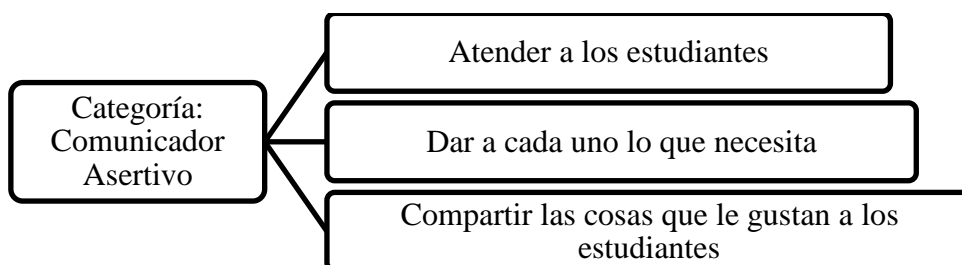 Categoría:
Comunicador
Asertivo
Atender a los estudiantes
Dar a cada uno lo que necesita
Compartir las cosas que le gustan a los
estudiantes